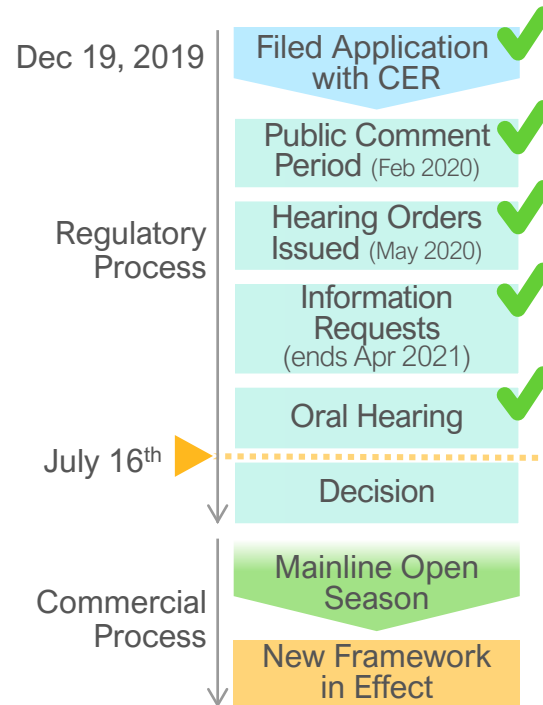 Dec 19, 2019
Filed Application
with CER
Public Comment
Period (Feb 2020)
Regulatory
Process
Hearing Orders
Issued (May 2020)
Information
Requests
(ends Apr 2021)
Oral Hearing
July 16th
Decision
Commercial
Process
Mainline Open
Season
New Framework
in Effect